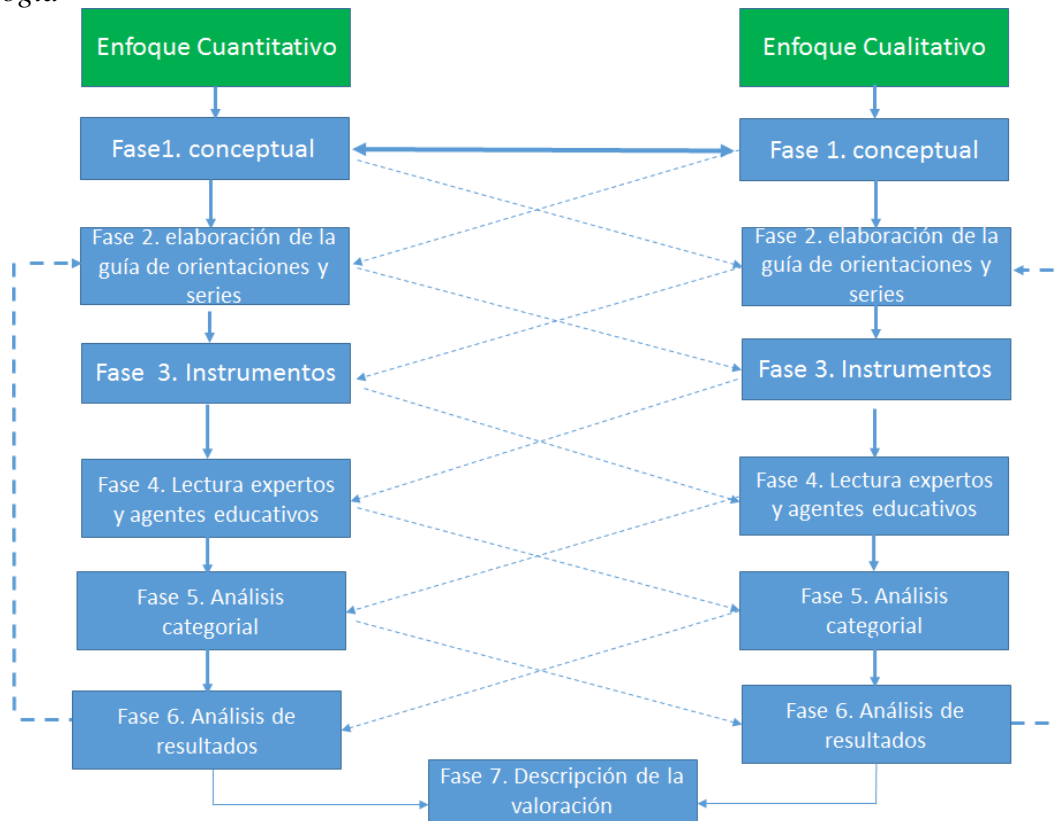 Enfoque Cuantitativo
Enfoque Cualitativo
Fase1. conceptual
Fase 1. conceptual
Fase 2. elaboración de la
guía de orientaciones y
series
Fase 2. elaboración de la
guía de orientaciones y
series
Fase 3. Instrumentos
Fase 3. Instrumentos
Fase 4. Lectura expertos
y agentes educativos
Fase 4. Lectura expertos
y agentes educativos
Fase 5. Análisis
categorial
Fase 5. Análisis
categorial
Fase 6. Análisis de
resultados
Fase 6. Análisis de
resultados
Fase 7. Descripción de la
valoración